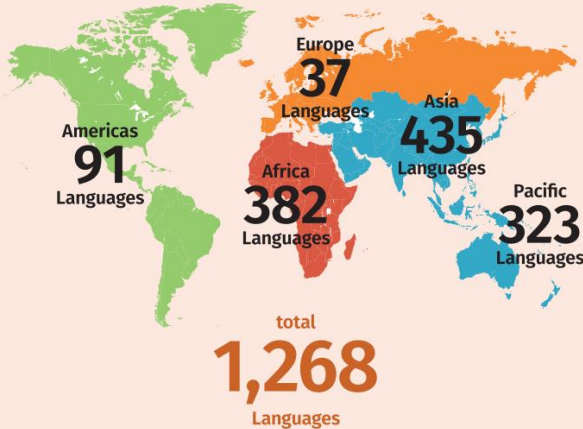 Europe
37
Languages
Asia
435
Languages
Americas
91
Languages
Africa
382
Languages
Pacific
323
Languages
total
1,268
Languages